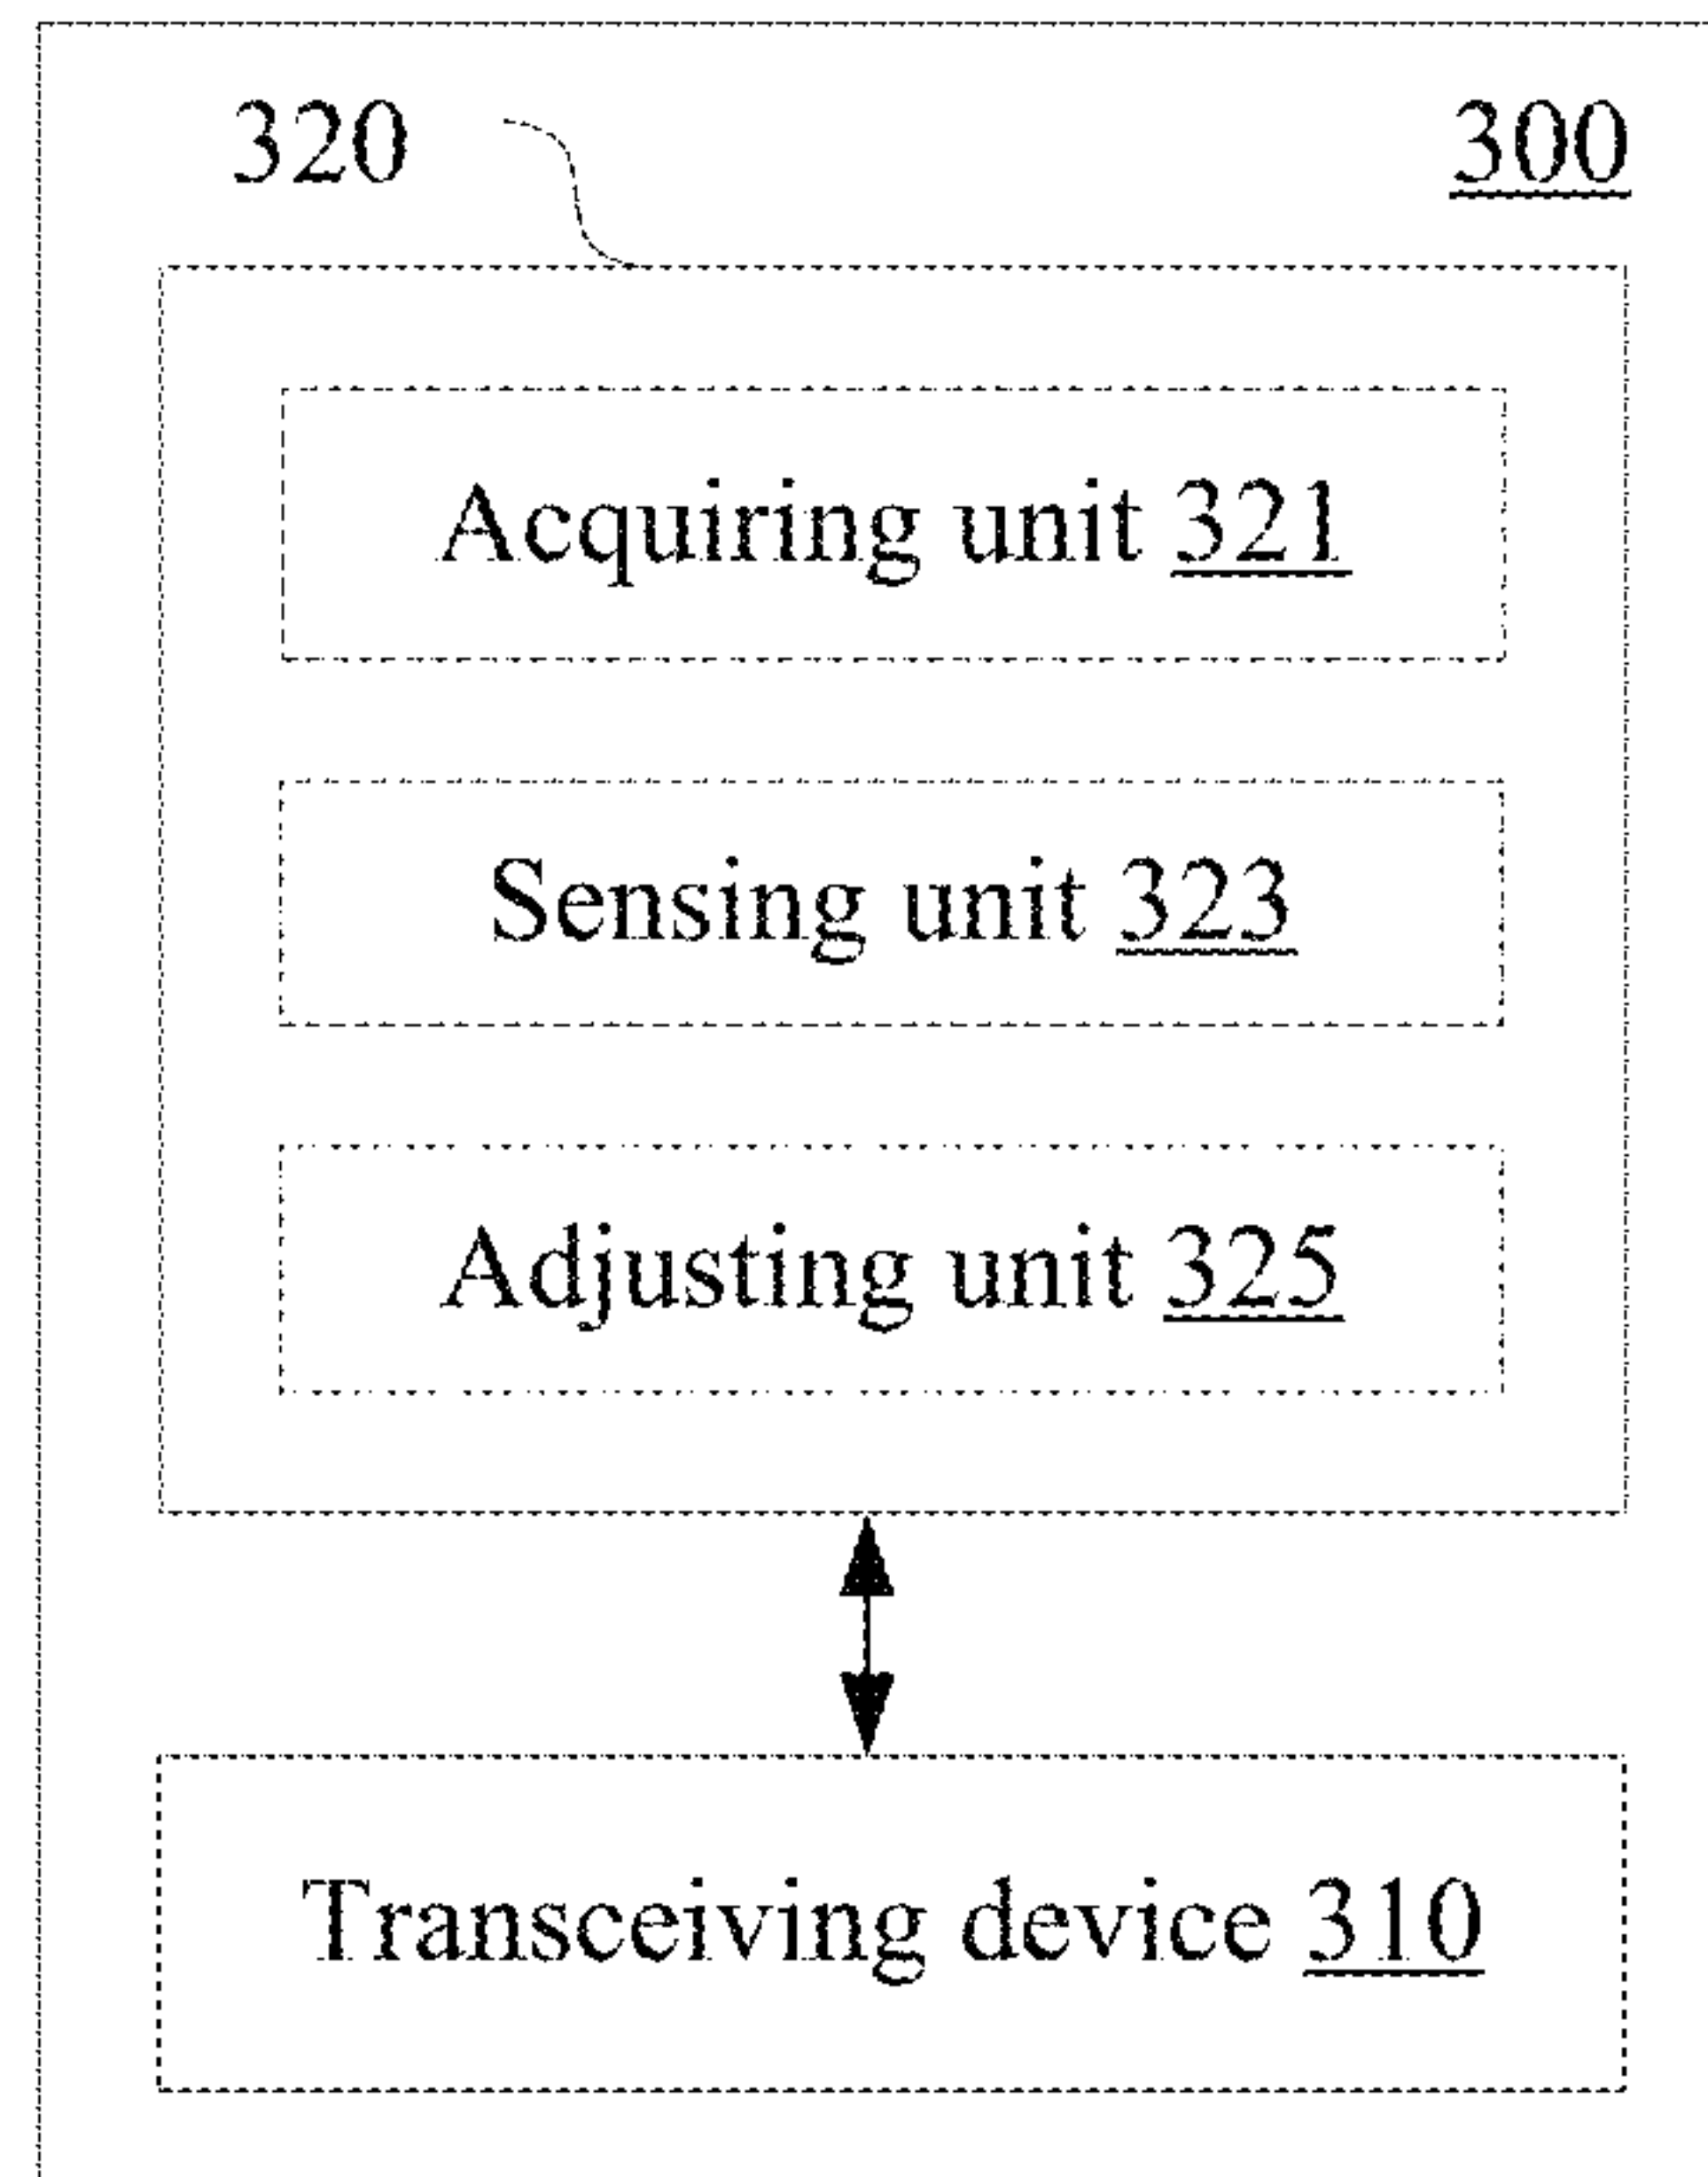 320
300
Acquiring unit 321
Sensing unit 323
Adjusting unit 325
Transceiving device 310